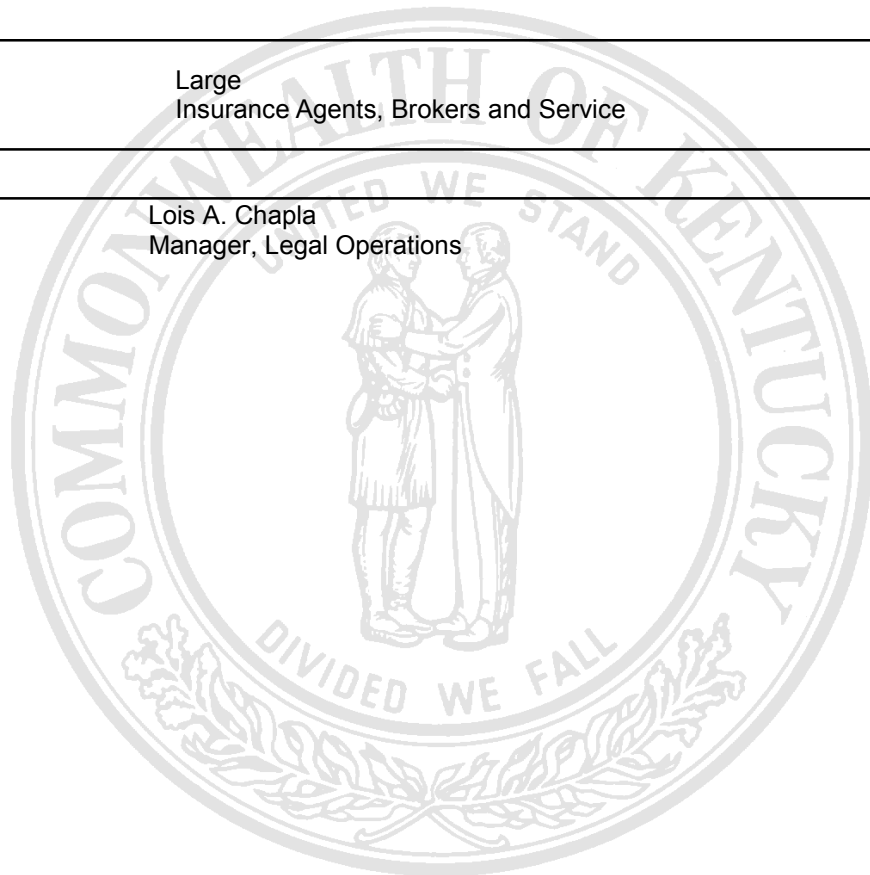 Large
Insurance Agents, Brokers and Service
Lois A. Chapla
Manager, Legal Operations
COMMONWEALTH OF KENTUCKY
UNITED WE STAND
DIVIDED WE FALL